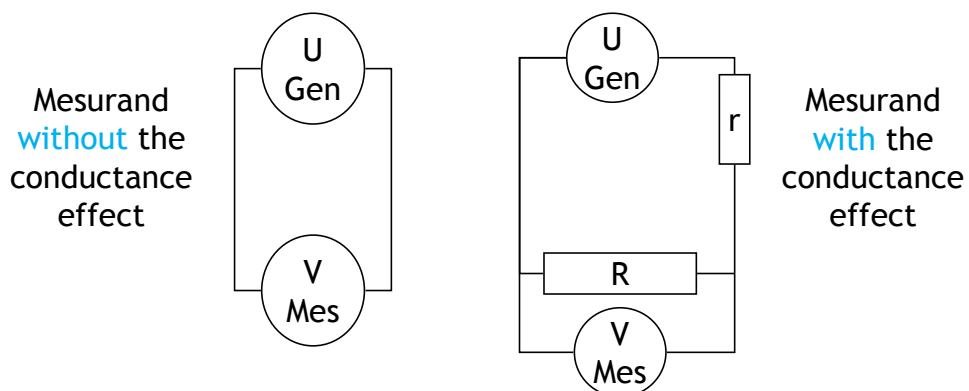 Mesurand
without the
conductance
effect
U
Gen
V
Mes
U
Gen
r
R
V
Mes
Mesurand
with the
conductance
effect